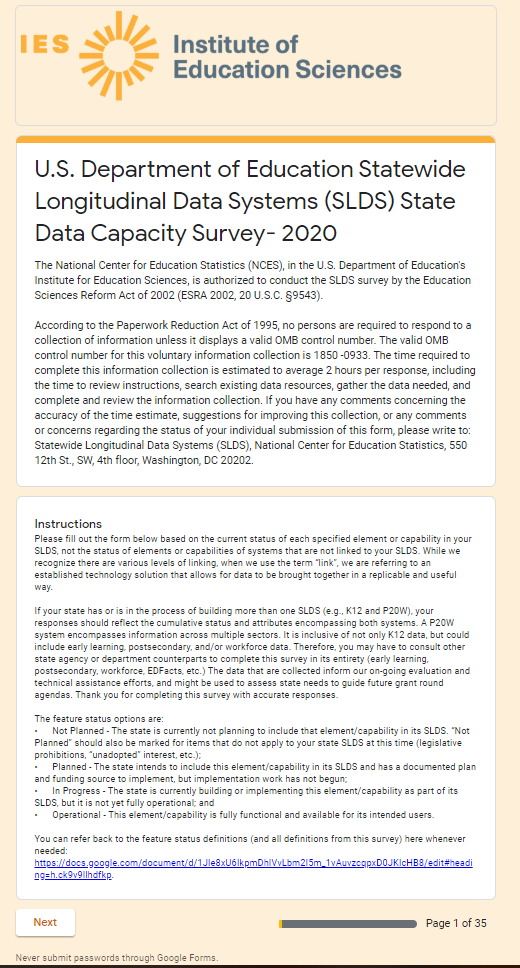 IES
Institute of
Education Sciences
U.S. Department of Education Statewide
Longitudinal Data Systems (SLDS) State
Data Capacity Survey- 2020
The National Center for Education Statistics (NCES), in the U.S. Department of Education's
Institute for Education Sciences, is authorized to conduct the SLDS survey by the Education
Sciences Reform Act of 2002 (ESRA 2002, 20 U.S.C. §9543).
According to the Paperwork Reduction Act of 1995, no persons are required to respond to a
collection of information unless it displays a valid OMB control number. The valid OMB
control number for this voluntary information collection is 1850 -0933. The time required to
complete this information collection is estimated to average 2 hours per response, including
the time to review instructions, search existing data resources, gather the data needed, and
complete and review the information collection. If you have any comments concerning the
accuracy of the time estimate, suggestions for improving this collection, or any comments
or concerns regarding the status of your individual submission of this form, please write to:
Statewide Longitudinal Data Systems (SLDS), National Center for Education Statistics, 550
12th St., SW, 4th floor, Washington, DC 20202.
Instructions
Please fill out the form below based on the current status of each specified element or capability in your
SLDS, not the status of elements or capabilities of systems that are not linked to your SLDS. While we
recognize there are various levels of linking, when we use the term "link", we are referring to an
established technology solution that allows for data to be brought together in a replicable and useful
way.
If your state has or is in the process of building more than one SLDS (e.g., K12 and P20W), your
responses should reflect the cumulative status and attributes encompassing both systems. A P20W
system encompasses information across multiple sectors. It is inclusive of not only K12 data, but could
include early learning, postsecondary, and/or workforce data. Therefore, you may have to consult other
state agency or department counterparts to complete this survey in its entirety (early learning,
postsecondary, workforce, EDFacts, etc.) The data that are collected inform our on-going evaluation and
technical assistance efforts, and might be used to assess state needs to guide future grant round
agendas. Thank you for completing this survey with accurate responses.
The feature status options are:
• Not Planned - The state is currently not planning to include that element/capability in its SLDS. "Not
Planned" should also be marked for items that do not apply to your state SLDS at this time (legislative
prohibitions, "unadopted" interest, etc.);
• Planned - The state intends to include this element/capability in its SLDS and has a documented plan
and funding source to implement, but implementation work has not begun;
• In Progress - The state is currently building or implementing this element/capability as part of its
SLDS, but it is not yet fully operational; and
• Operational - This element/capability is fully functional and available for its intended users.
You can refer back to the feature status definitions (and all definitions from this survey) here whenever
needed:
https://docs.google.com/document/d/1Jle8xU6IkpmDhIVvLbm2I5m_1vAuvzcqpxD0JKlcHB8/edit#headi
ng=h.ck9v9llhdfkp.
Next
Page 1 of 35
Never submit passwords through Google Forms.